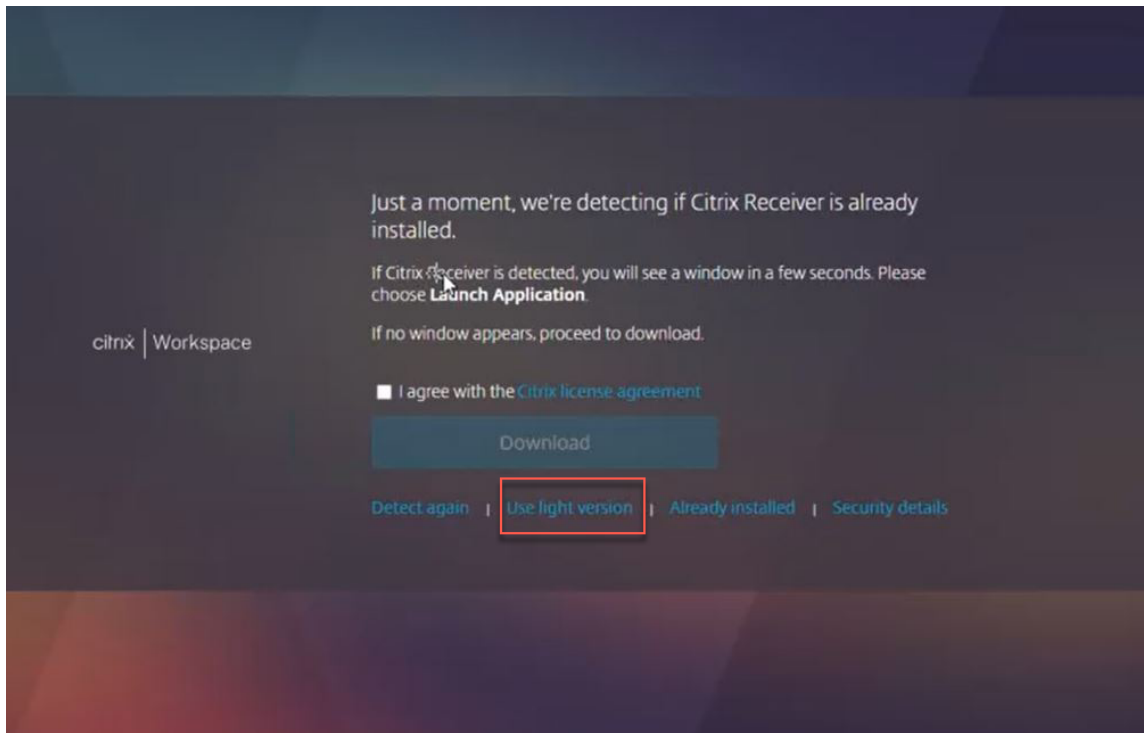 Just a moment, we're detecting if Citrix Receiver is already
installed.
If Citrix Receiver is detected, you will see a window in a few seconds. Please
choose Launch Application.
If no window appears, proceed to download.
citrix | Workspace
I agree with the Citrix license agreement
Download
Detect again | Use light version | Already installed | Security details